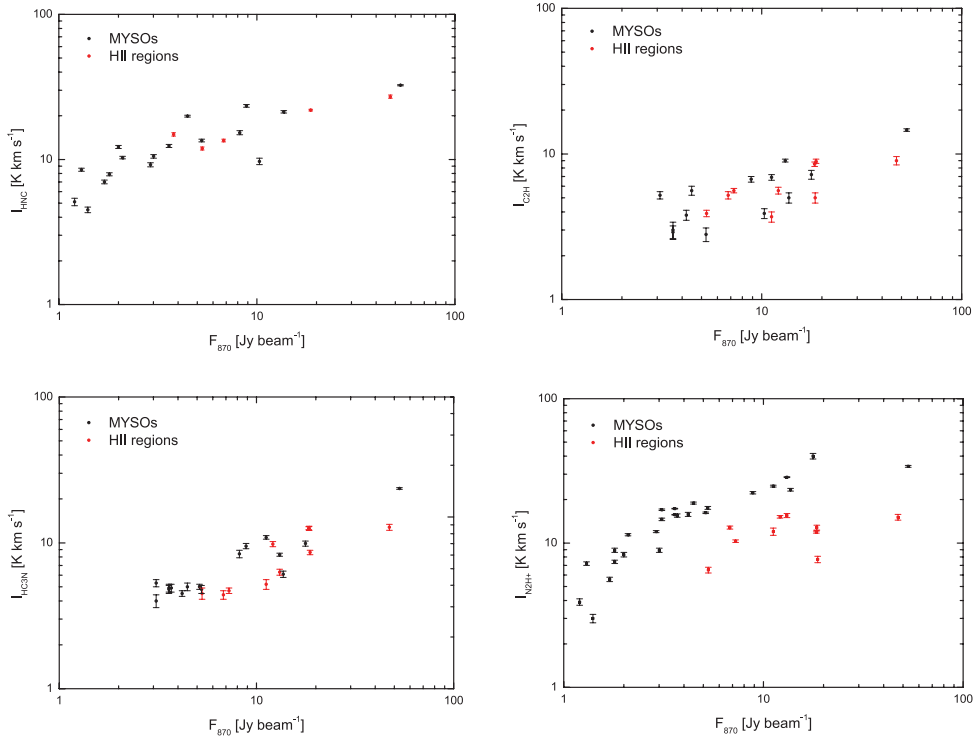 100
10
1
I_HNC [K km s⁻¹]
MYSOs
HII regions
1 10 100
F_870 [Jy beam⁻¹]
100
10
1
I_C2H [K km s⁻¹]
MYSOs
HII regions
1 10 100
F_870 [Jy beam⁻¹]
100
10
1
I_HC3N [K km s⁻¹]
MYSOs
HII regions
1 10 100
F_870 [Jy beam⁻¹]
100
10
1
I_N2H+ [K km s⁻¹]
MYSOs
HII regions
1 10 100
F_870 [Jy beam⁻¹]